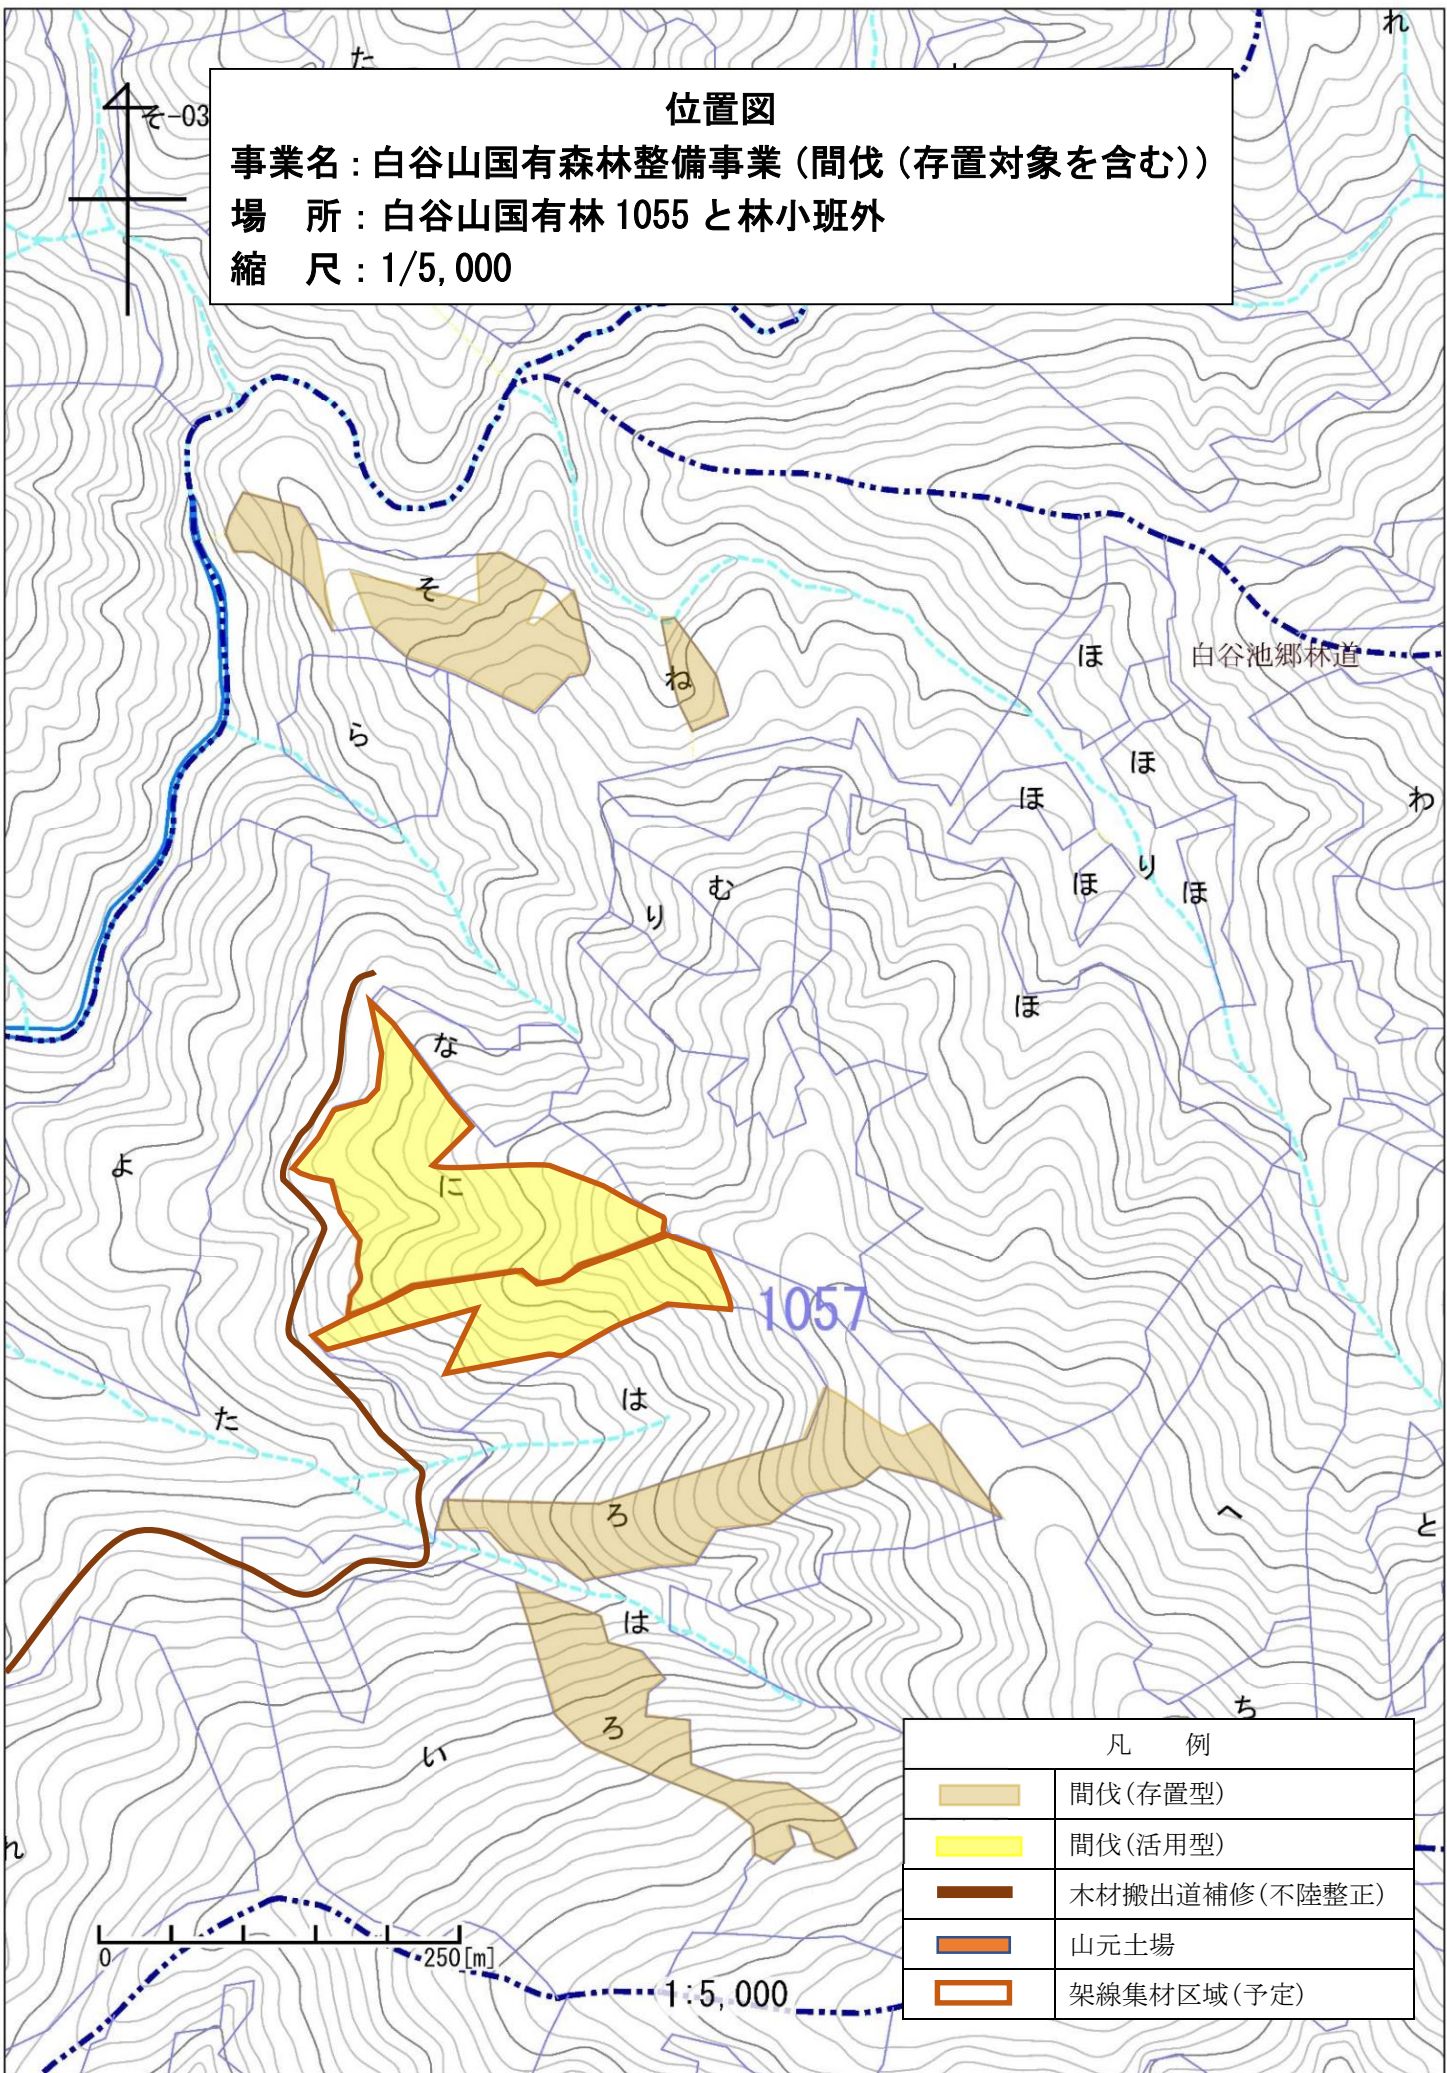 れ
た
そ-03
位置図
事業名：白谷山国有森林整備事業（間伐（存置対象を含む））
場　所：白谷山国有林 1055 と林小班外
縮　尺：1/5,000
そ
ね
ほ
白谷池郷林道
ら
ほ
ほ
わ
む
ほ
り
ほ
り
ほ
な
よ
に
1057
は
た
ろ
へ
と
は
ち
ろ
い
れ
凡　例
間伐(存置型)
間伐(活用型)
木材搬出道補修(不陸整正)
山元土場
架線集材区域(予定)
0
250[m]
1:5,000